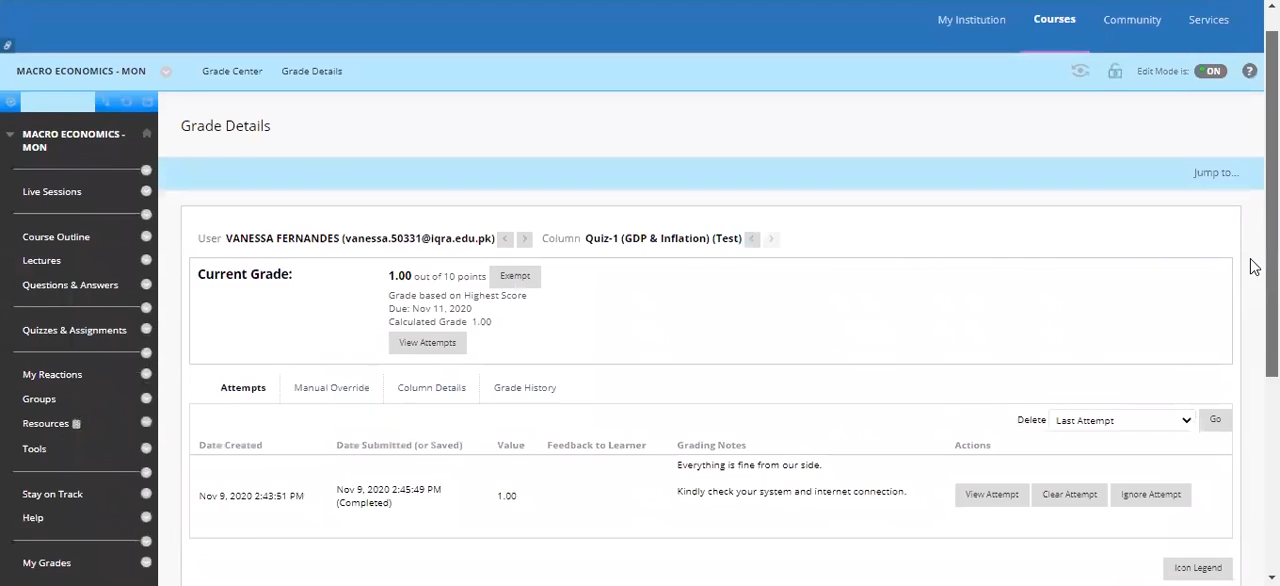 My Institution Courses Community Services
MACRO ECONOMICS - MON Grade Center Grade Details Edit Mode is: ON ?
MACRO ECONOMICS -
MON
Live Sessions
Course Outline
Lectures
Questions & Answers
Quizzes & Assignments
My Reactions
Groups
Resources
Tools
Stay on Track
Help
My Grades
Grade Details
Jump to...
User VANESSA FERNANDES (vanessa.50331@iqra.edu.pk) < > Column Quiz-1 (GDP & Inflation) (Test) < >
Current Grade: 1.00 out of 10 points Exempt
Grade based on Highest Score
Due: Nov 11, 2020
Calculated Grade 1.00
View Attempts
Attempts Manual Override Column Details Grade History
Delete Last Attempt Go
Date Created Date Submitted (or Saved) Value Feedback to Learner Grading Notes Actions
Everything is fine from our side.
Nov 9, 2020 2:43:51 PM Nov 9, 2020 2:45:49 PM 1.00 Kindly check your system and internet connection. View Attempt Clear Attempt Ignore Attempt
(Completed)
Icon Legend